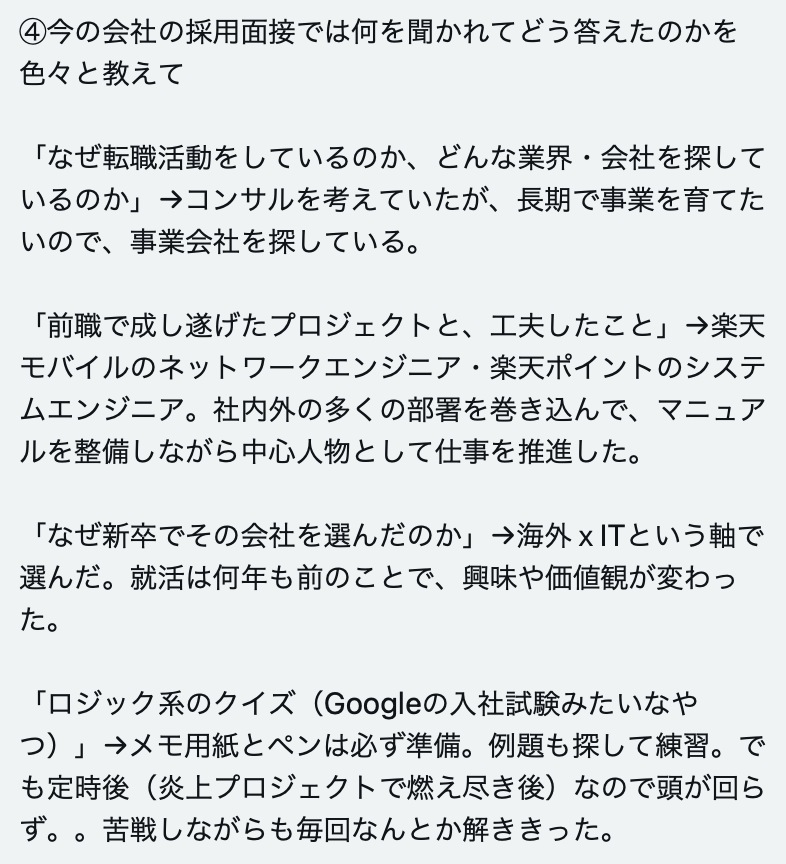 ④今の会社の採用面接では何を聞かれてどう答えたのかを
色々と教えて
「なぜ転職活動をしているのか、どんな業界・会社を探して
いるのか」→コンサルを考えていたが、長期で事業を育てた
いので、事業会社を探している。
「前職で成し遂げたプロジェクトと、工夫したこと」→楽天
モバイルのネットワークエンジニア・楽天ポイントのシステ
ムエンジニア。社内外の多くの部署を巻き込んで、マニュア
ルを整備しながら中心人物として仕事を推進した。
「なぜ新卒でその会社を選んだのか」→海外 x ITという軸で
選んだ。就活は何年も前のことで、興味や価値観が変わっ
た。
「ロジック系のクイズ（Googleの入社試験みたいなや
つ）」→メモ用紙とペンは必ず準備。例題も探して練習。で
も定時後（炎上プロジェクトで燃え尽き後）なので頭が回ら
ず。。苦戦しながらも毎回なんとか解ききった。